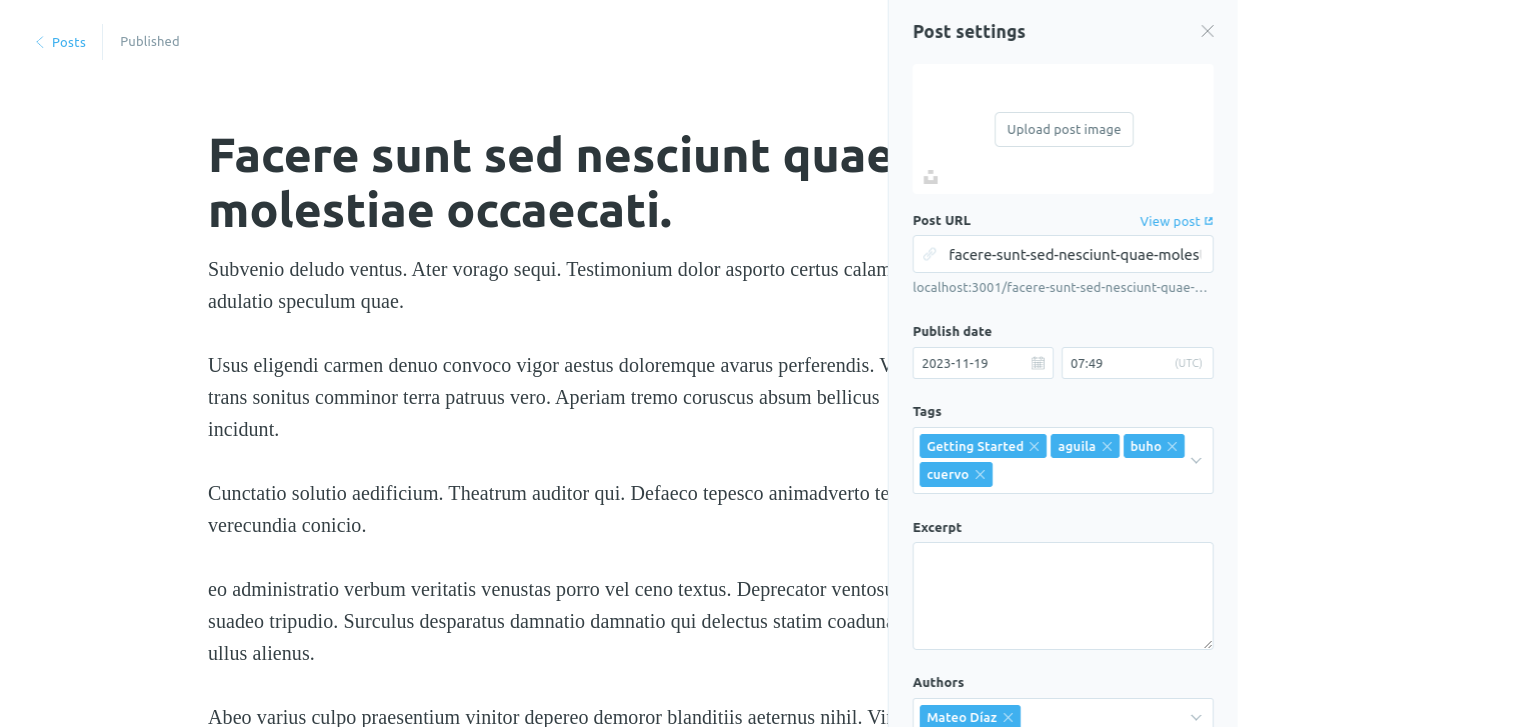 Posts
Published
Facere sunt sed nesciunt quae
molestiae occaecati.
Subvenio deludo ventus. Ater vorago sequi. Testimonium dolor asporto certus
adulatio speculum quae.
Usus eligendi carmen denuo convoco vigor aestus doloremque avarus perferendis.
trans sonitus comminor terra patruus vero. Aperiam tremo coruscus absum bellicus
incidunt.
Cunctatio solutio aedificium. Theatrum auditor qui. Defaeco tepesco animadverto
verecundia conicio.
eo administratio verbum veritatis venustas porro vel ceno textus. Deprecator
suadeo tripudio. Surculus desparatus damnatio damnatio qui delectus statim
ullus alienus.
Abeo varius culpo praesentium vinitor depereo demoror blanditiis aeternus nihil.
Post settings
Upload post image
Post URL
View post
facere-sunt-sed-nesciunt-quae-moles
localhost:3001/facere-sunt-sed-nesciunt-quae-...
Publish date
2023-11-19
07:49
(UTC)
Tags
Getting Started
aguila
buho
cuervo
Excerpt
Authors
Mateo Díaz